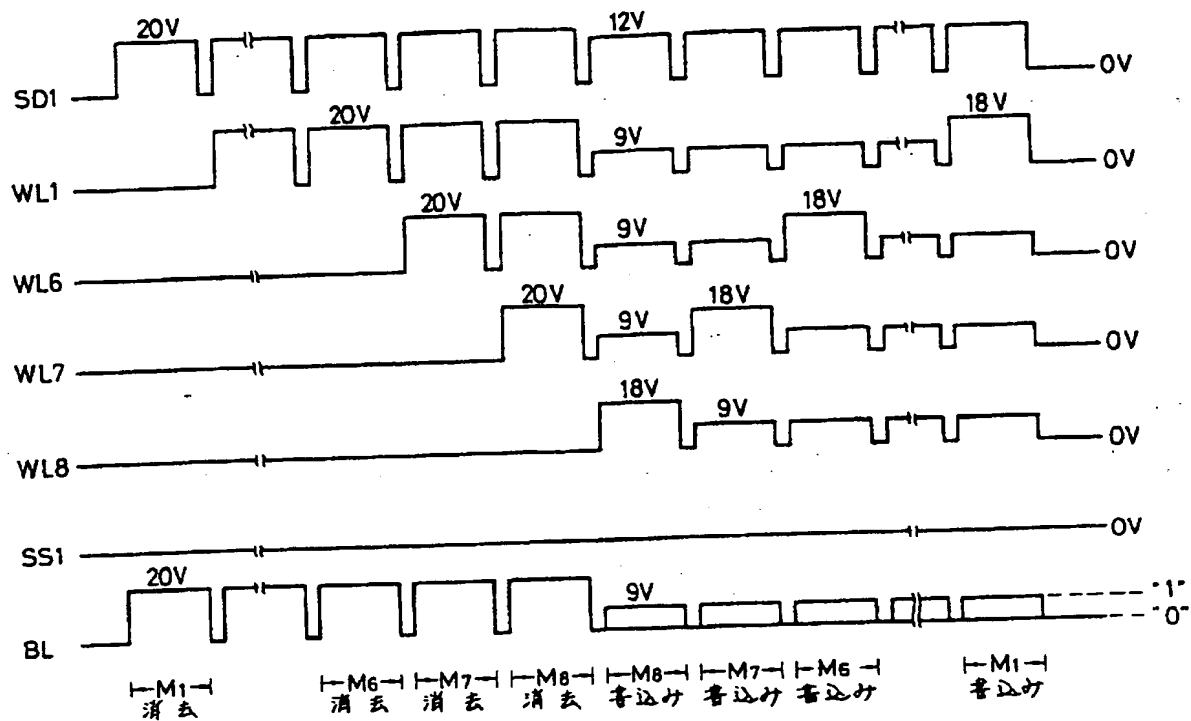 20V 12V
SD1 0V
20V 9V 18V
WL1 0V
20V 9V 18V
WL6 0V
20V 9V 18V
WL7 0V
18V 9V
WL8 0V
SS1 0V
20V 9V "1"
BL "0"
M1 M6 M7 M8 M8 M7 M6 M1
消去 消去 消去 消去 書込み 書込み 書込み 書込み